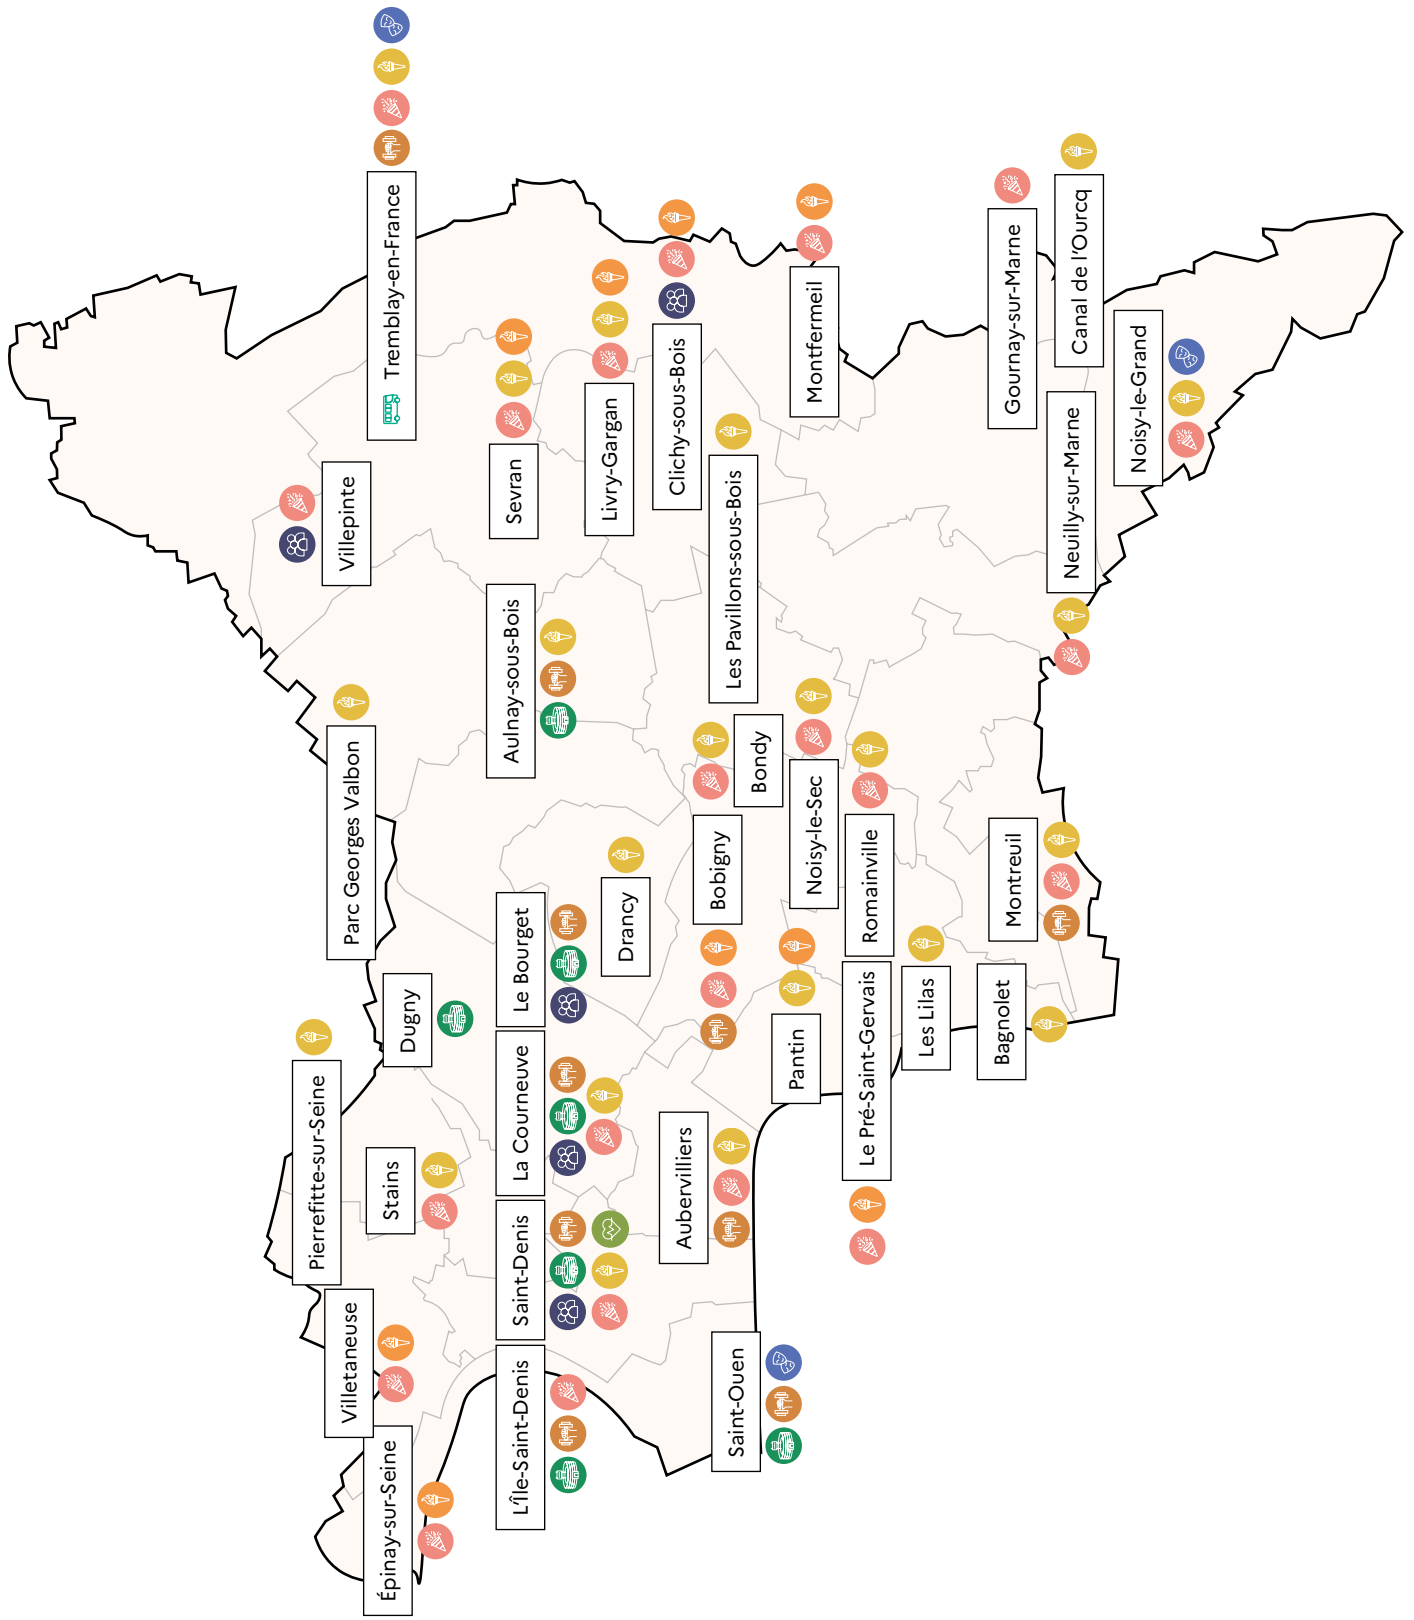 Épinay-sur-Seine
Villetaneuse
Pierrefitte-sur-Seine
Stains
Dugny
Parc Georges Valbon
Villepinte
Tremblay-en-France
L'Île-Saint-Denis
Saint-Denis
La Courneuve
Le Bourget
Aulnay-sous-Bois
Sevran
Drancy
Livry-Gargan
Clichy-sous-Bois
Aubervilliers
Bobigny
Bondy
Les Pavillons-sous-Bois
Montfermeil
Saint-Ouen
Pantin
Noisy-le-Sec
Romainville
Le Pré-Saint-Gervais
Les Lilas
Bagnolet
Montreuil
Gournay-sur-Marne
Neuilly-sur-Marne
Canal de l'Ourcq
Noisy-le-Grand